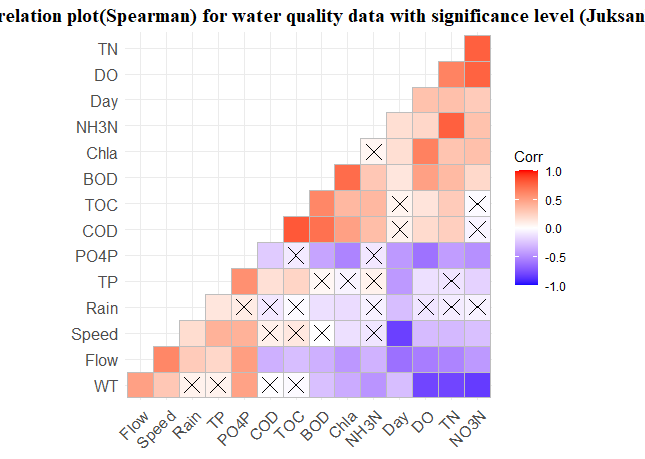 relation plot(Spearman) for water quality data with significance level (Juksan
TN
DO
Day
NH3N
Chla
BOD
TOC
COD
PO4P
TP
Rain
Speed
Flow
WT
Flow Speed Rain TP PO4P COD TOC BOD Chla NH3N Day DO TN NO3N
Corr
1.0
0.5
0.0
-0.5
-1.0